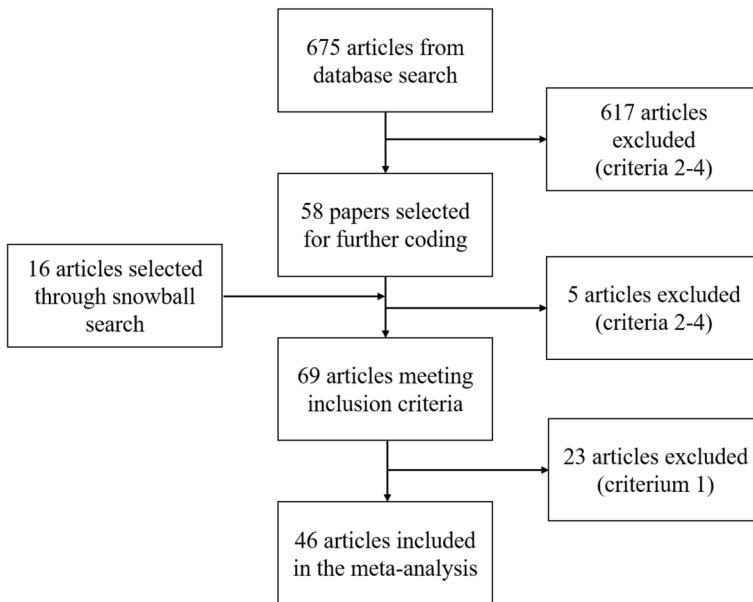 675 articles from
database search
617 articles
excluded
(criteria 2-4)
58 papers selected
for further coding
16 articles selected
through snowball
search
5 articles excluded
(criteria 2-4)
69 articles meeting
inclusion criteria
23 articles excluded
(criterium 1)
46 articles included
in the meta-analysis